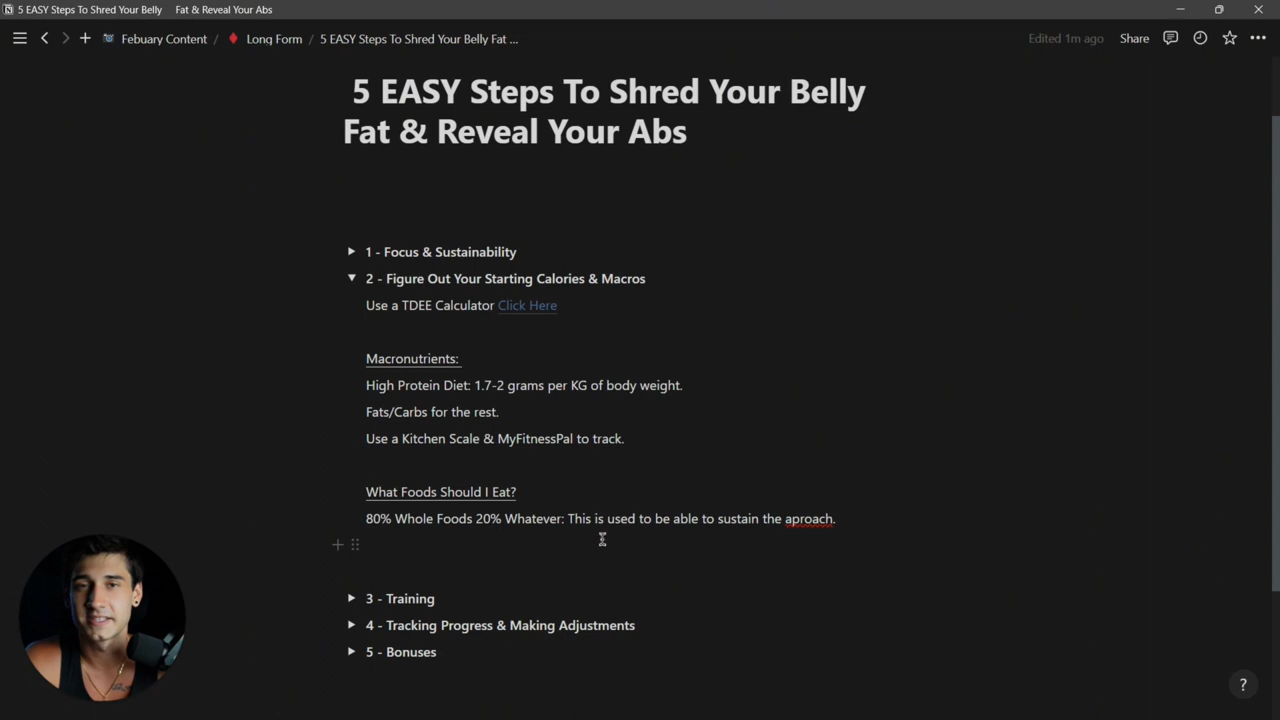 5 EASY Steps To Shred Your Belly Fat & Reveal Your Abs
Febuary Content / Long Form / 5 EASY Steps To Shred Your Belly Fat ...
Edited 1m ago Share
5 EASY Steps To Shred Your Belly
Fat & Reveal Your Abs
1 - Focus & Sustainability
2 - Figure Out Your Starting Calories & Macros
Use a TDEE Calculator Click Here
Macronutrients:
High Protein Diet: 1.7-2 grams per KG of body weight.
Fats/Carbs for the rest.
Use a Kitchen Scale & MyFitnessPal to track.
What Foods Should I Eat?
80% Whole Foods 20% Whatever: This is used to be able to sustain the aproach.
3 - Training
4 - Tracking Progress & Making Adjustments
5 - Bonuses
?